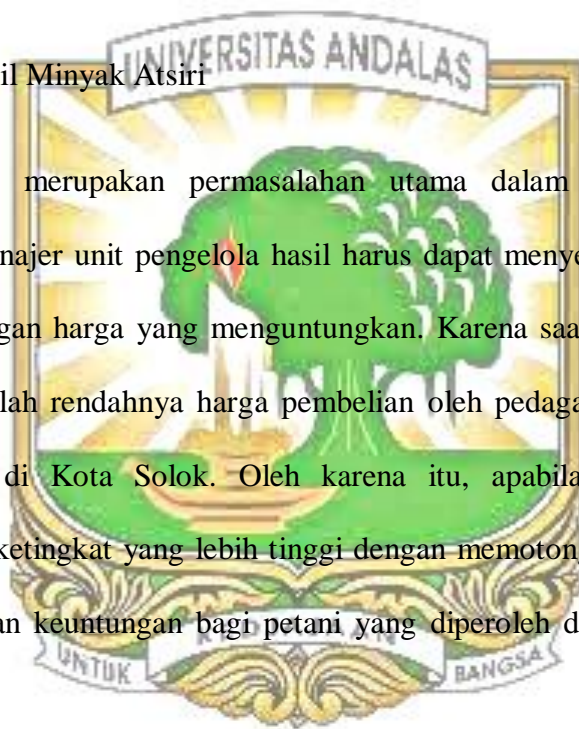 UNIVERSITAS ANDALAS
il Minyak Atsiri
merupakan permasalahan utama dalam
najer unit pengelola hasil harus dapat menye
gan harga yang menguntungkan. Karena saa
lah rendahnya harga pembelian oleh pedaga
di Kota Solok. Oleh karena itu, apabila
ketingkat yang lebih tinggi dengan memotong
an keuntungan bagi petani yang diperoleh d
UNTUK BANGSA